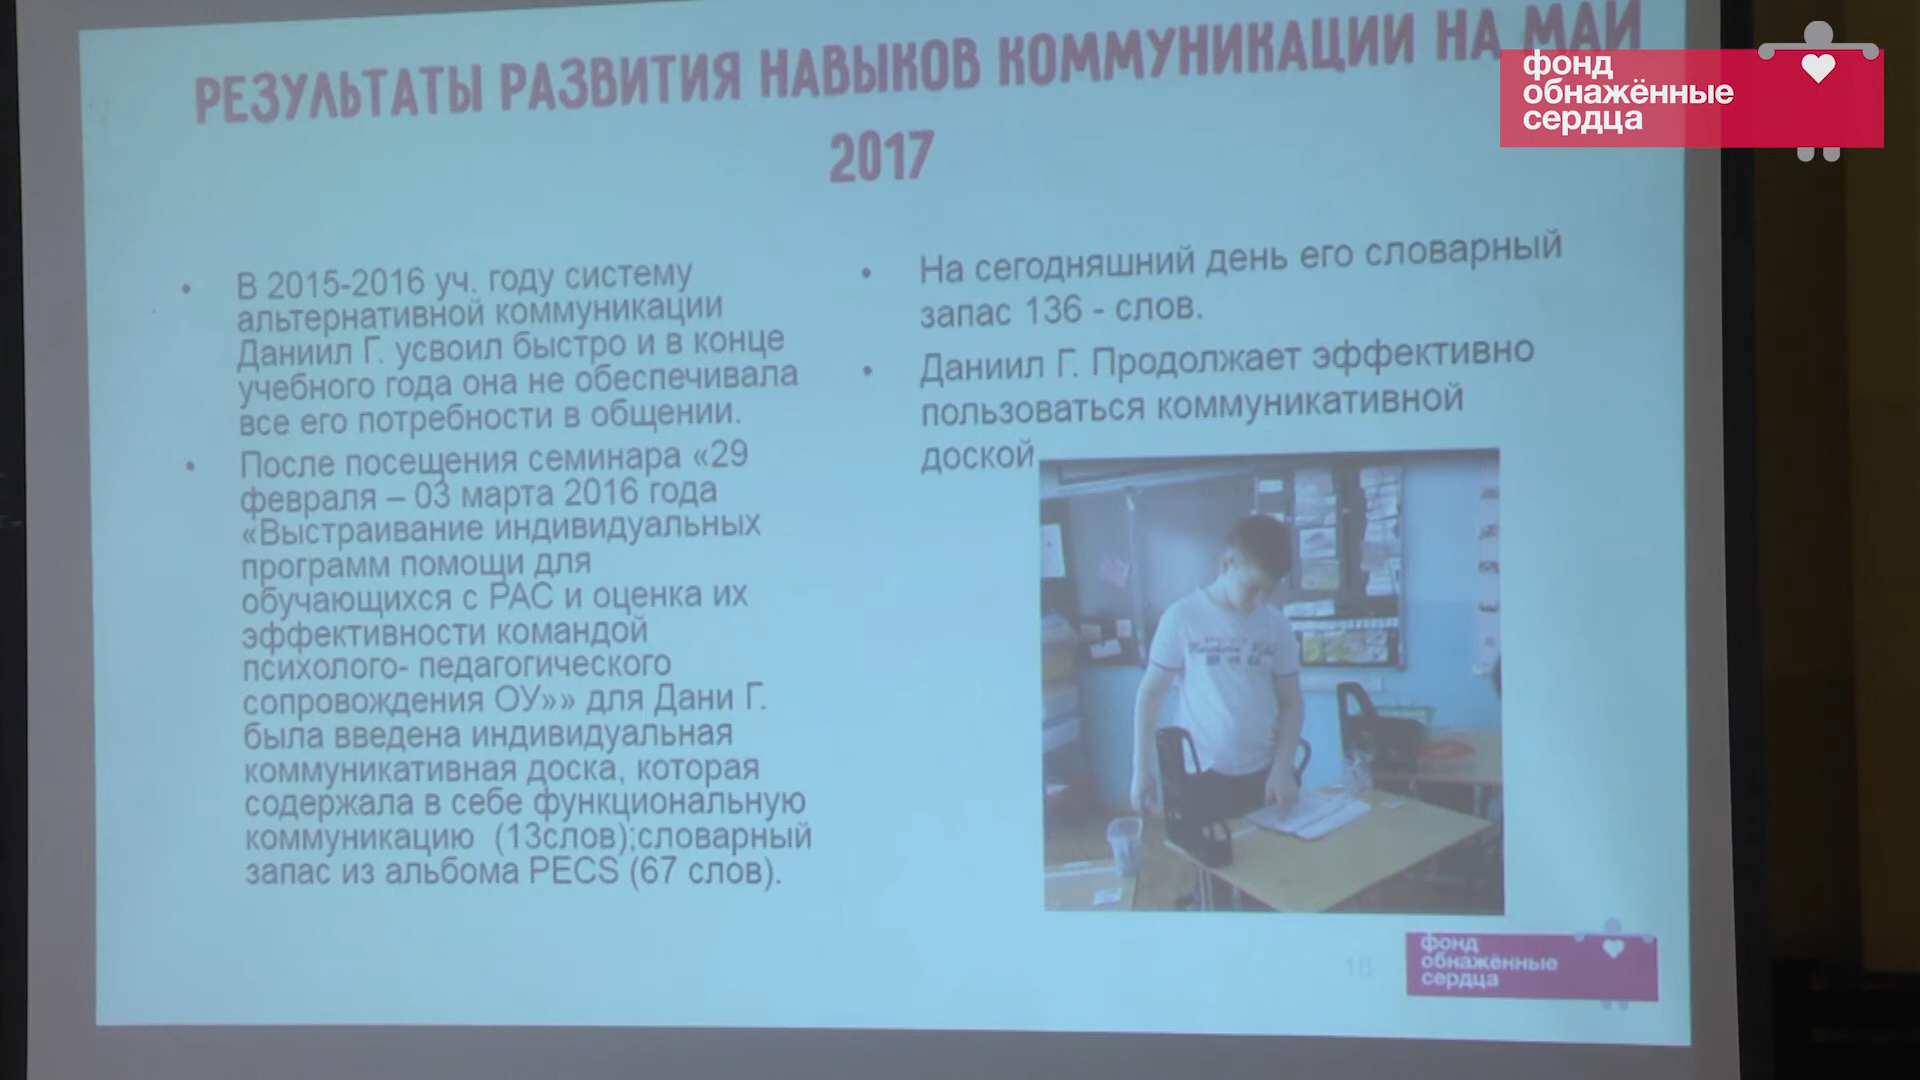 РЕЗУЛЬТАТЫ РАЗВИТИЯ НАВЫКОВ КОММУНИКАЦИИ НА МАЙ
2017
фонд
обнажённые
сердца
• В 2015-2016 уч. году систему
альтернативной коммуникации
Даниил Г. усвоил быстро и в конце
учебного года она не обеспечивала
все его потребности в общении.
• После посещения семинара «29
февраля – 03 марта 2016 года
«Выстраивание индивидуальных
программ помощи для
обучающихся с РАС и оценка их
эффективности командой
психолого- педагогического
сопровождения ОУ»» для Дани Г.
была введена индивидуальная
коммуникативная доска, которая
содержала в себе функциональную
коммуникацию (13слов);словарный
запас из альбома PECS (67 слов).
• На сегодняшний день его словарный
запас 136 - слов.
• Даниил Г. Продолжает эффективно
пользоваться коммуникативной
доской
18
фонд
обнажённые
сердца